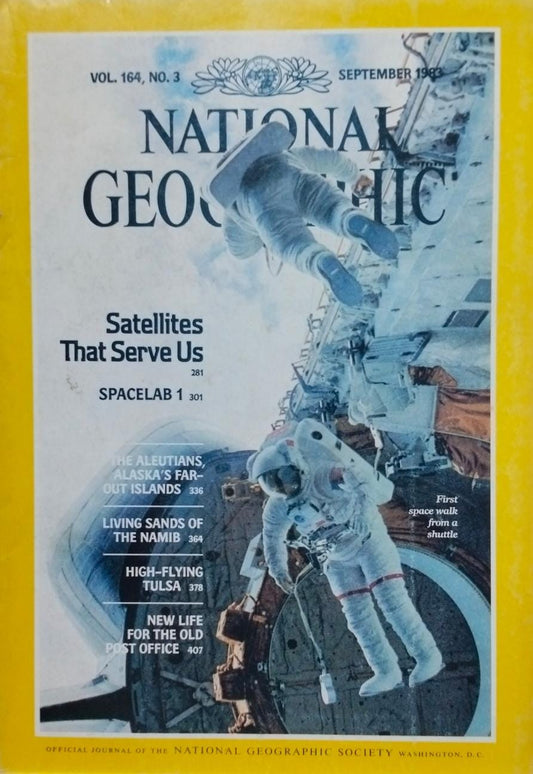 VOL. 164, NO. 3
SEPTEMBER 1983
NATIONAL
GEOGRAPHIC
Satellites
That Serve Us
281
SPACELAB 1 301
THE ALEUTIANS,
ALASKA'S FAR-
OUT ISLANDS 336
LIVING SANDS OF
THE NAMIB 364
HIGH-FLYING
TULSA 378
NEW LIFE
FOR THE OLD
POST OFFICE 407
First
space walk
from a
shuttle
OFFICIAL JOURNAL OF THE NATIONAL GEOGRAPHIC SOCIETY WASHINGTON, D.C.